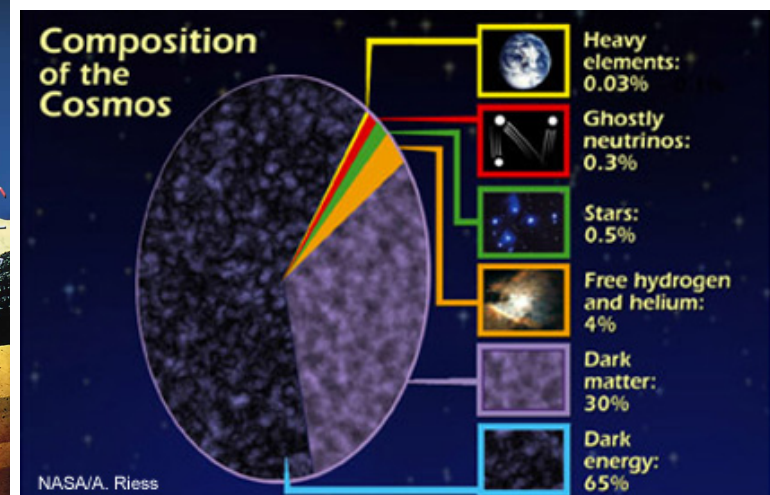 Composition
of the
Cosmos
Heavy
elements:
0.03%
Ghostly
neutrinos:
0.3%
Stars:
0.5%
Free hydrogen
and helium:
4%
Dark
matter:
30%
Dark
energy:
65%
NASA/A. Riess